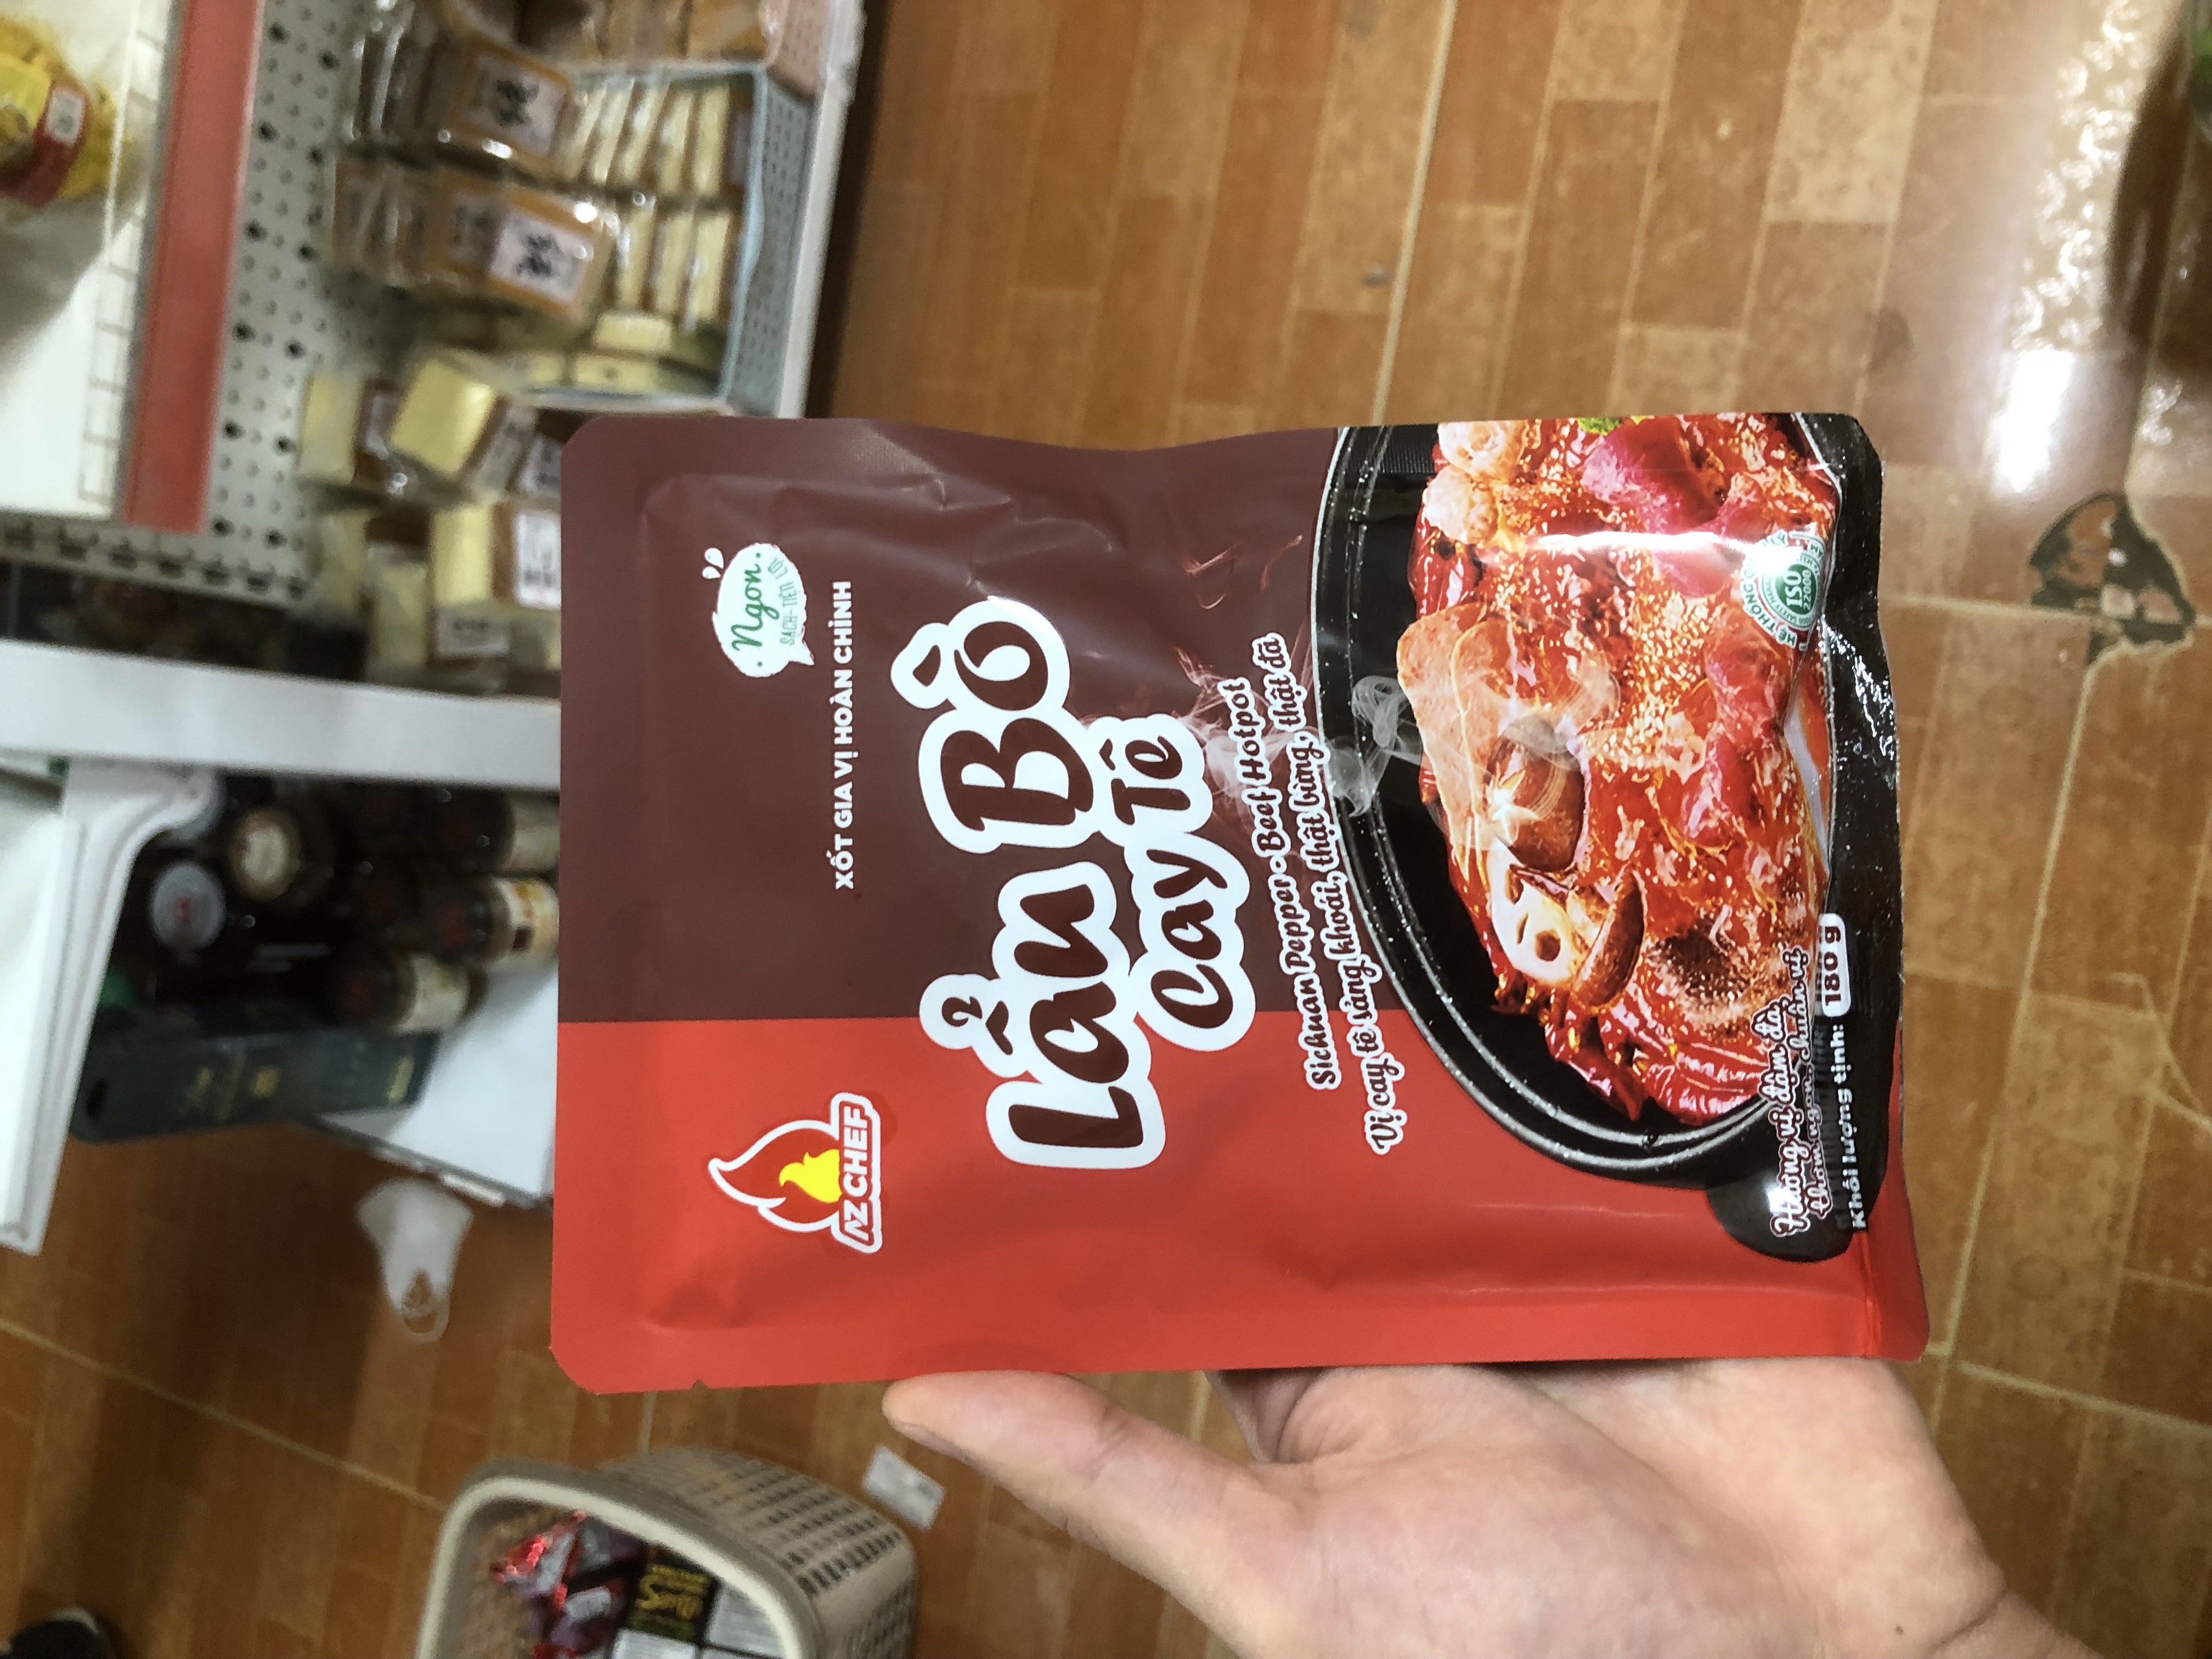 AZ CHEF
Ngon
SẠCH-TIỆN LỢI
XỐT GIA VỊ HOÀN CHỈNH
Lẩu Bò
Cay Tê
Sichuan Pepper - Beef Hotpot
Vị cay tê sảng khoái, thật bừng, thật đã
Hương vị đậm đà,
thơm ngon, chuẩn vị
Khối lượng tịnh: 180 g
HỆ THỐNG
ISO
22000